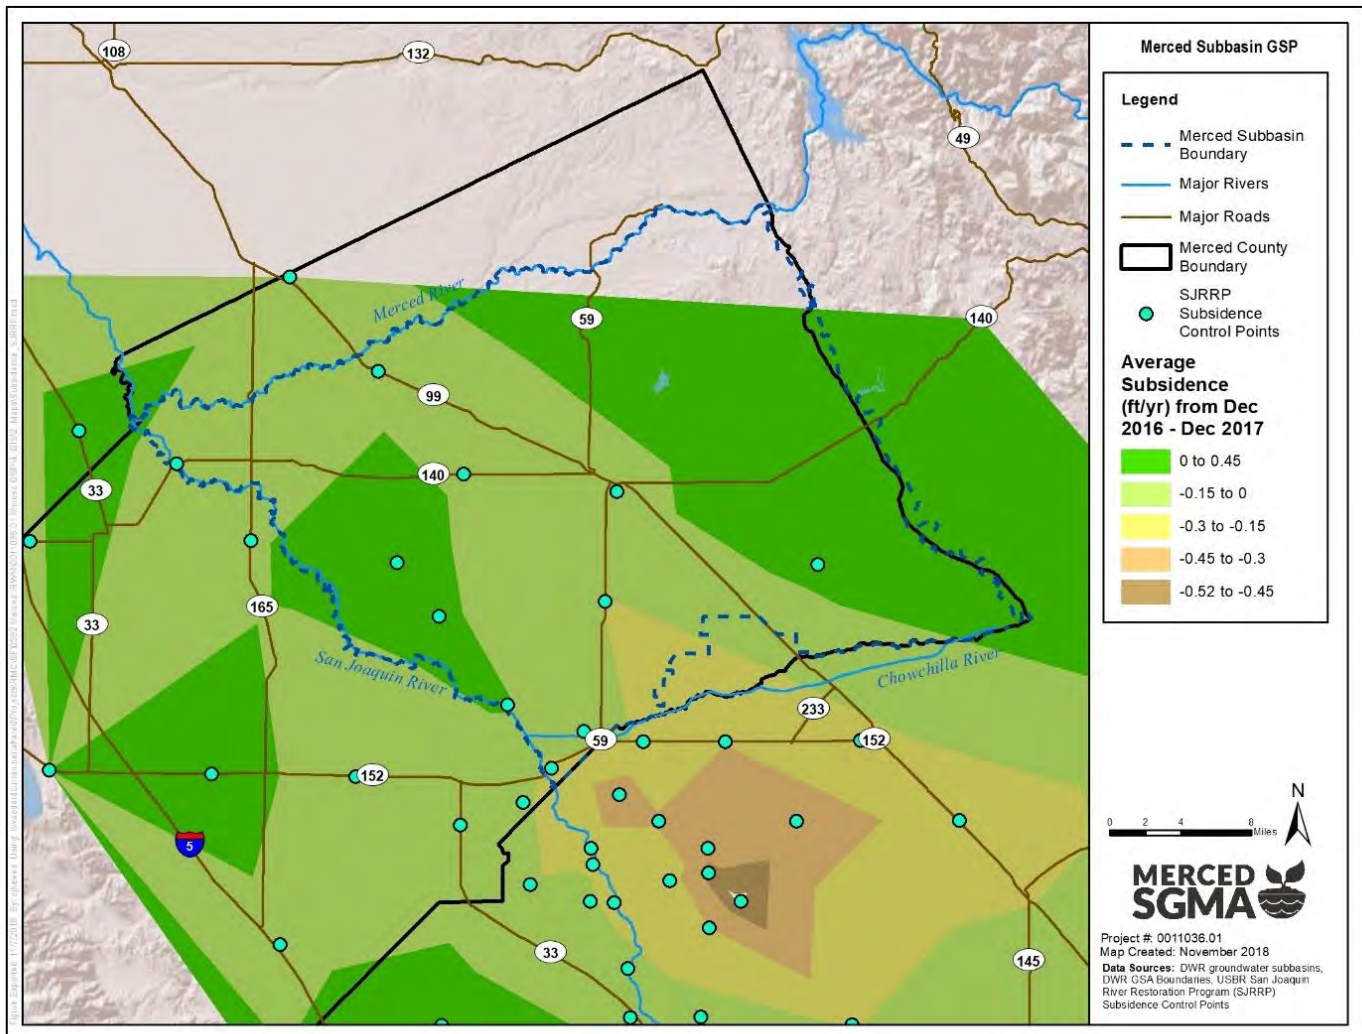 Merced Subbasin GSP
Legend
Merced Subbasin
Boundary
Major Rivers
Major Roads
Merced County
Boundary
SJRRP
Subsidence
Control Points
Average
Subsidence
(ft/yr) from Dec
2016 - Dec 2017
0 to 0.45
-0.15 to 0
-0.3 to -0.15
-0.45 to -0.3
-0.52 to -0.45
N
0 2 4 8
Miles
MERCED
SGMA
Project #: 0011036.01
Map Created: November 2018
Data Sources: DWR groundwater subbasins,
DWR GSA Boundaries, USBR San Joaquin
River Restoration Program (SJRRP)
Subsidence Control Points
108
132
49
Merced River
59
140
99
140
33
165
33
San Joaquin River
Chowchilla River
233
59
152
152
5
33
145